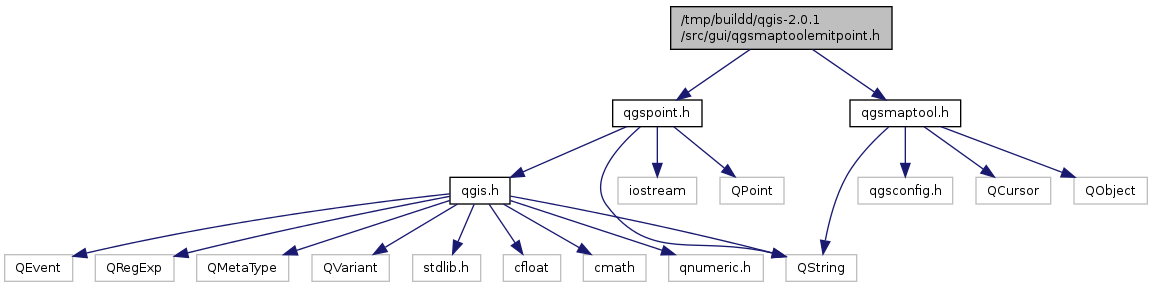 /tmp/buildd/qgis-2.0.1
/src/gui/qgsmaptoolemitpoint.h
qgspoint.h
qgsmaptool.h
qgis.h
iostream
QPoint
qgsconfig.h
QCursor
QObject
QEvent
QRegExp
QMetaType
QVariant
stdlib.h
cfloat
cmath
qnumeric.h
QString